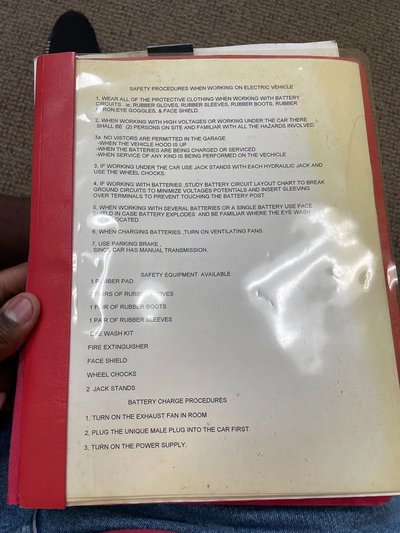 SAFETY PROCEDURES WHEN WORKING ON ELECTRIC VEHICLE
1. WEAR ALL OF THE PROTECTIVE CLOTHING WHEN WORKING WITH BATTERY
CIRCUITS. ie, RUBBER GLOVES, RUBBER SLEEVES, RUBBER BOOTS, RUBBER
RON,EYE GOGGLES, & FACE SHIELD.
2. WHEN WORKING WITH HIGH VOLTAGES OR WORKING UNDER THE CAR THERE
SHALL BE (2) PERSONS ON SITE AND FAMILIAR WITH ALL THE HAZARDS INVOLVED
3a NO VISTORS ARE PERMITTED IN THE GARAGE
-WHEN THE VEHICLE HOOD IS UP
-WHEN THE BATTERIES ARE BEING CHARGED OR SERVICED
-WHEN SERVICE OF ANY KIND IS BEING PERFORMED ON THE VECHICLE
3. IF WORKING UNDER THE CAR USE JACK STANDS WITH EACH HYDRAULIC JACK AND
USE THE WHEEL CHOCKS.
4. IF WORKING WITH BATTERIES ,STUDY BATTERY CIRCUIT LAYOUT CHART TO BREAK
GROUND CIRCUITS TO MINIMIZE VOLTAGES POTENTIALS AND INSERT SLEEVING
OVER TERMINALS TO PREVENT TOUCHING THE BATTERY POST.
5. WHEN WORKING WITH SEVERAL BATTERIES OR A SINGLE BATTERY USE FACE
SHIELD IN CASE BATTERY EXPLODES AND BE FAMILIAR WHERE THE EYE WASH
LOCATED.
6. WHEN CHARGING BATTERIES ,TURN ON VENTILATING FANS.
7. USE PARKING BRAKE ,
SINCE CAR HAS MANUAL TRANSMISSION.
SAFETY EQUIPMENT AVAILABLE
1 RUBBER PAD
PAIRS OF RUBBER GLOVES
1 PAIR OF RUBBER BOOTS
1 PAIR OF RUBBER SLEEVES
EYE WASH KIT
FIRE EXTINGUISHER
FACE SHIELD
WHEEL CHOCKS
2 JACK STANDS
BATTERY CHARGE PROCEDURES
1, TURN ON THE EXHAUST FAN IN ROOM
2, PLUG THE UNIQUE MALE PLUG INTO THE CAR FIRST.
3, TURN ON THE POWER SUPPLY.